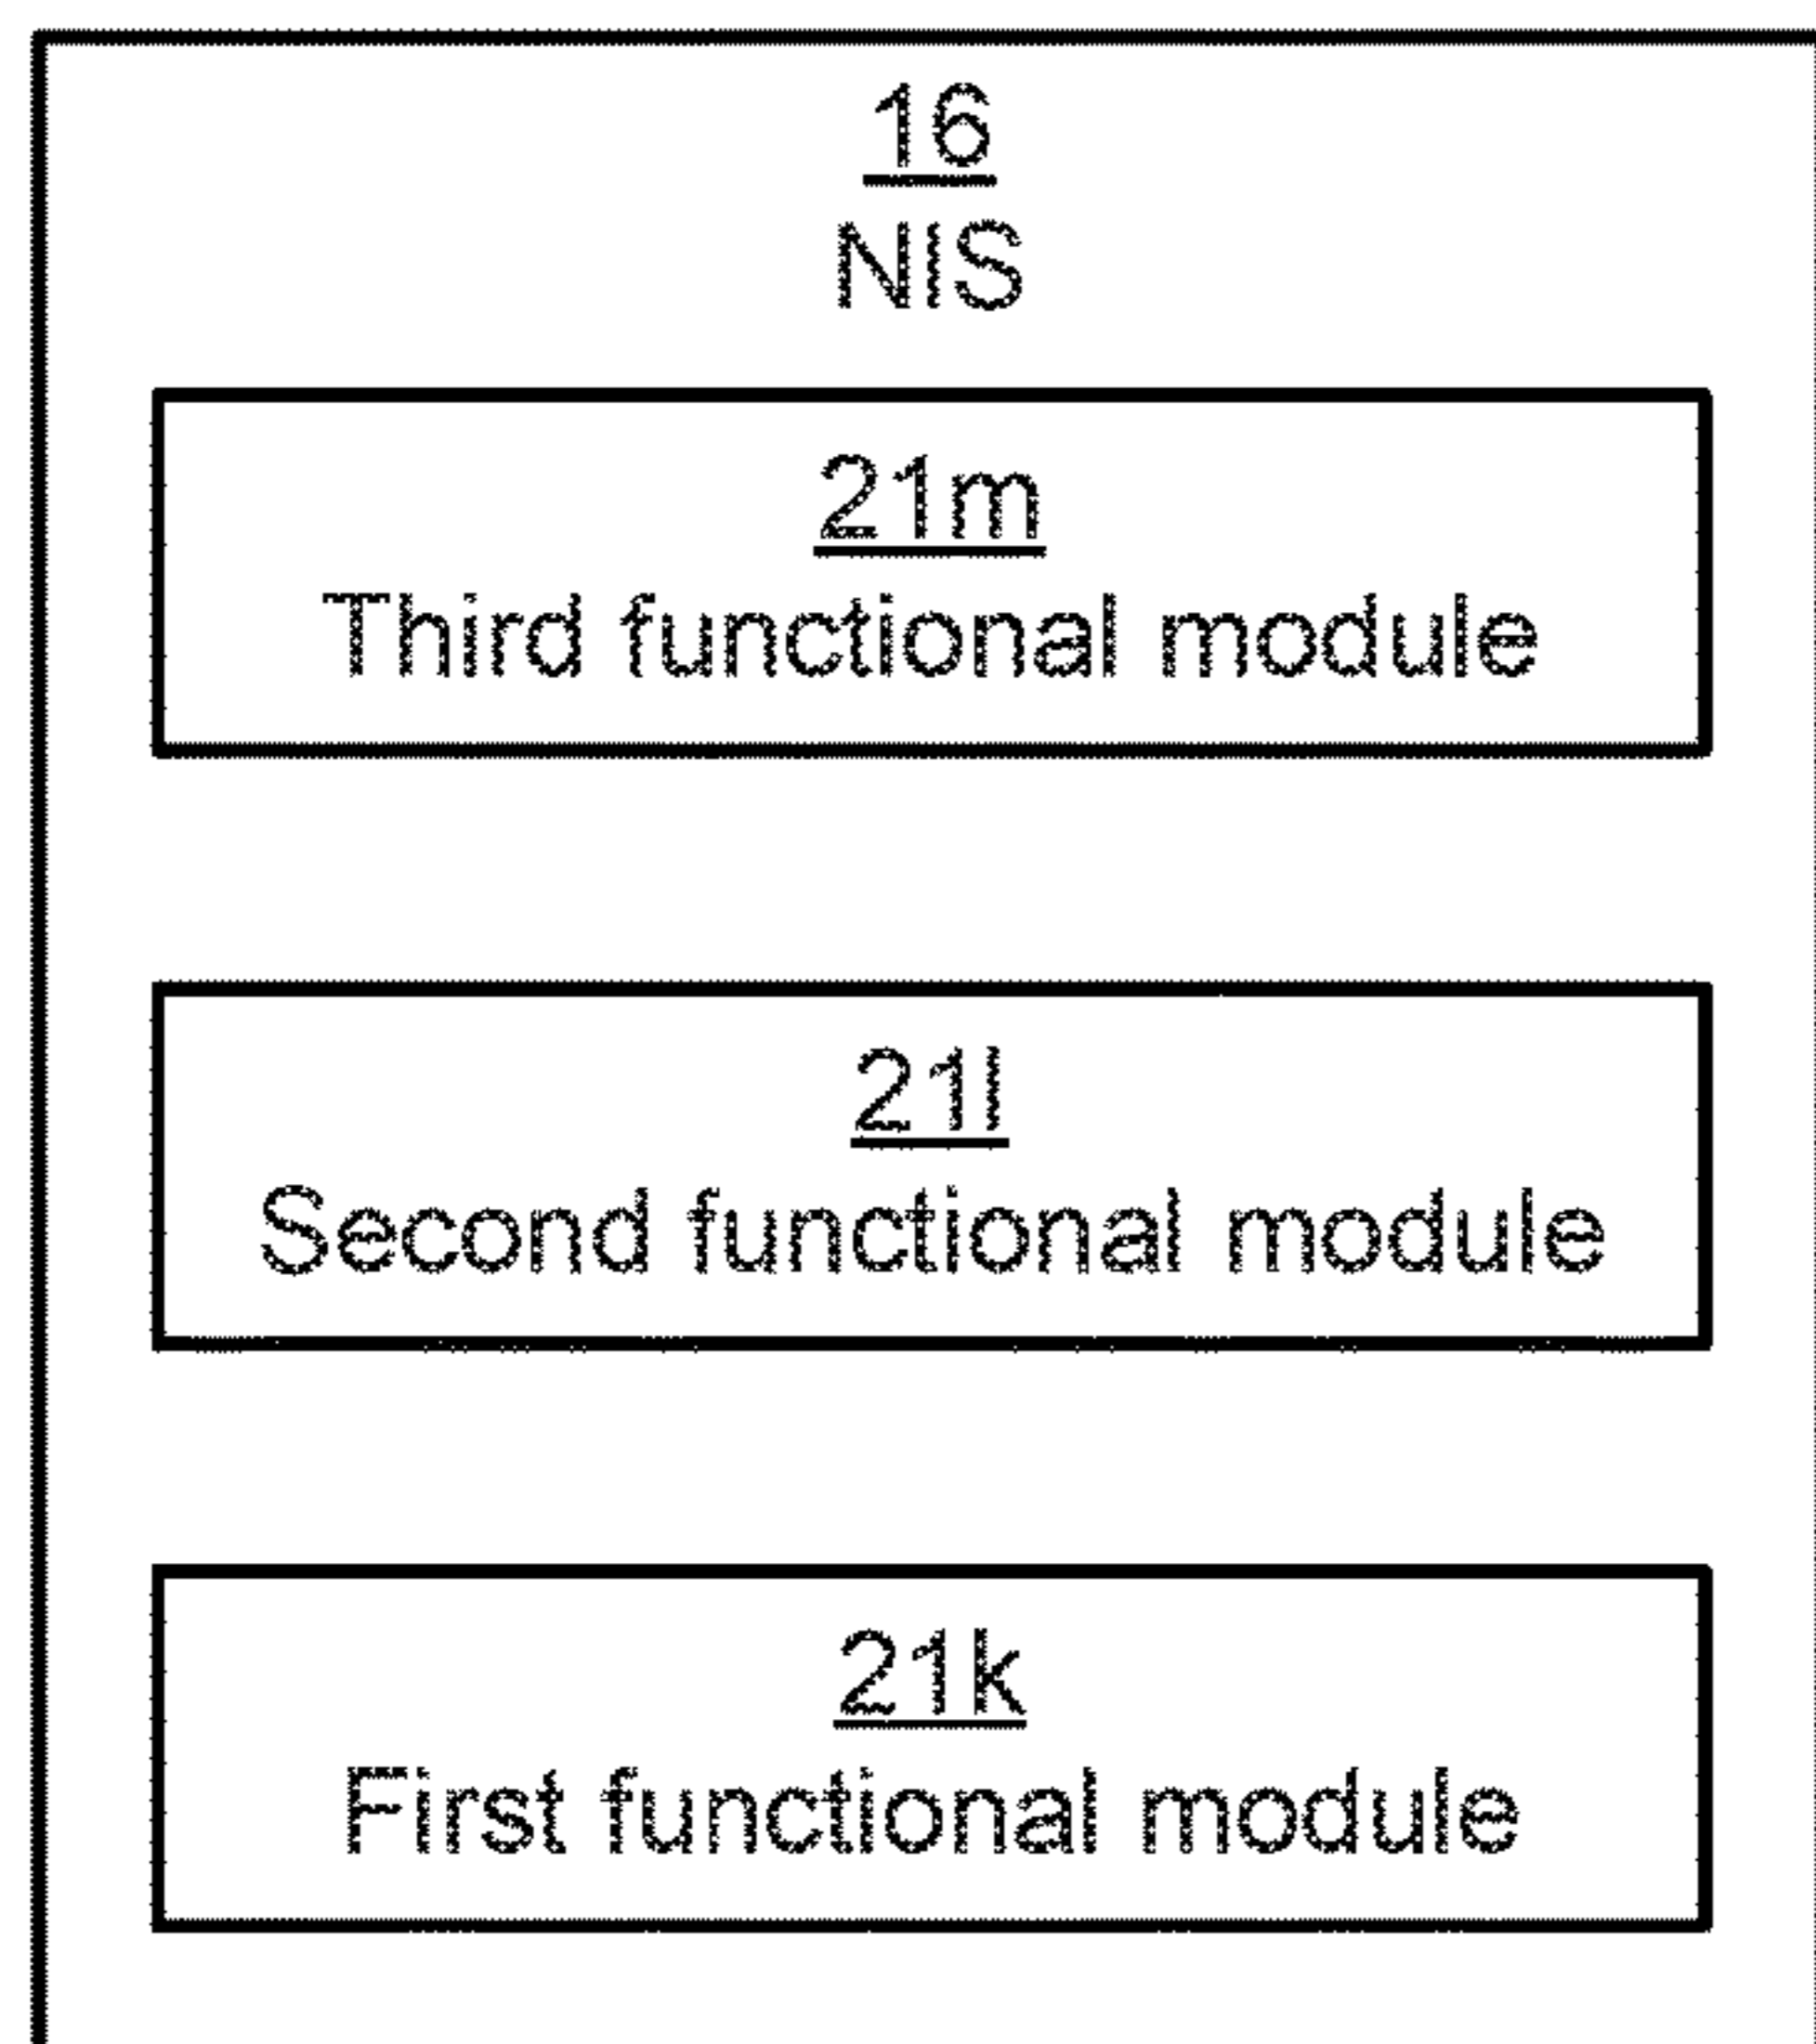 16
NIS
21m
Third functional module
21l
Second functional module
21k
First functional module